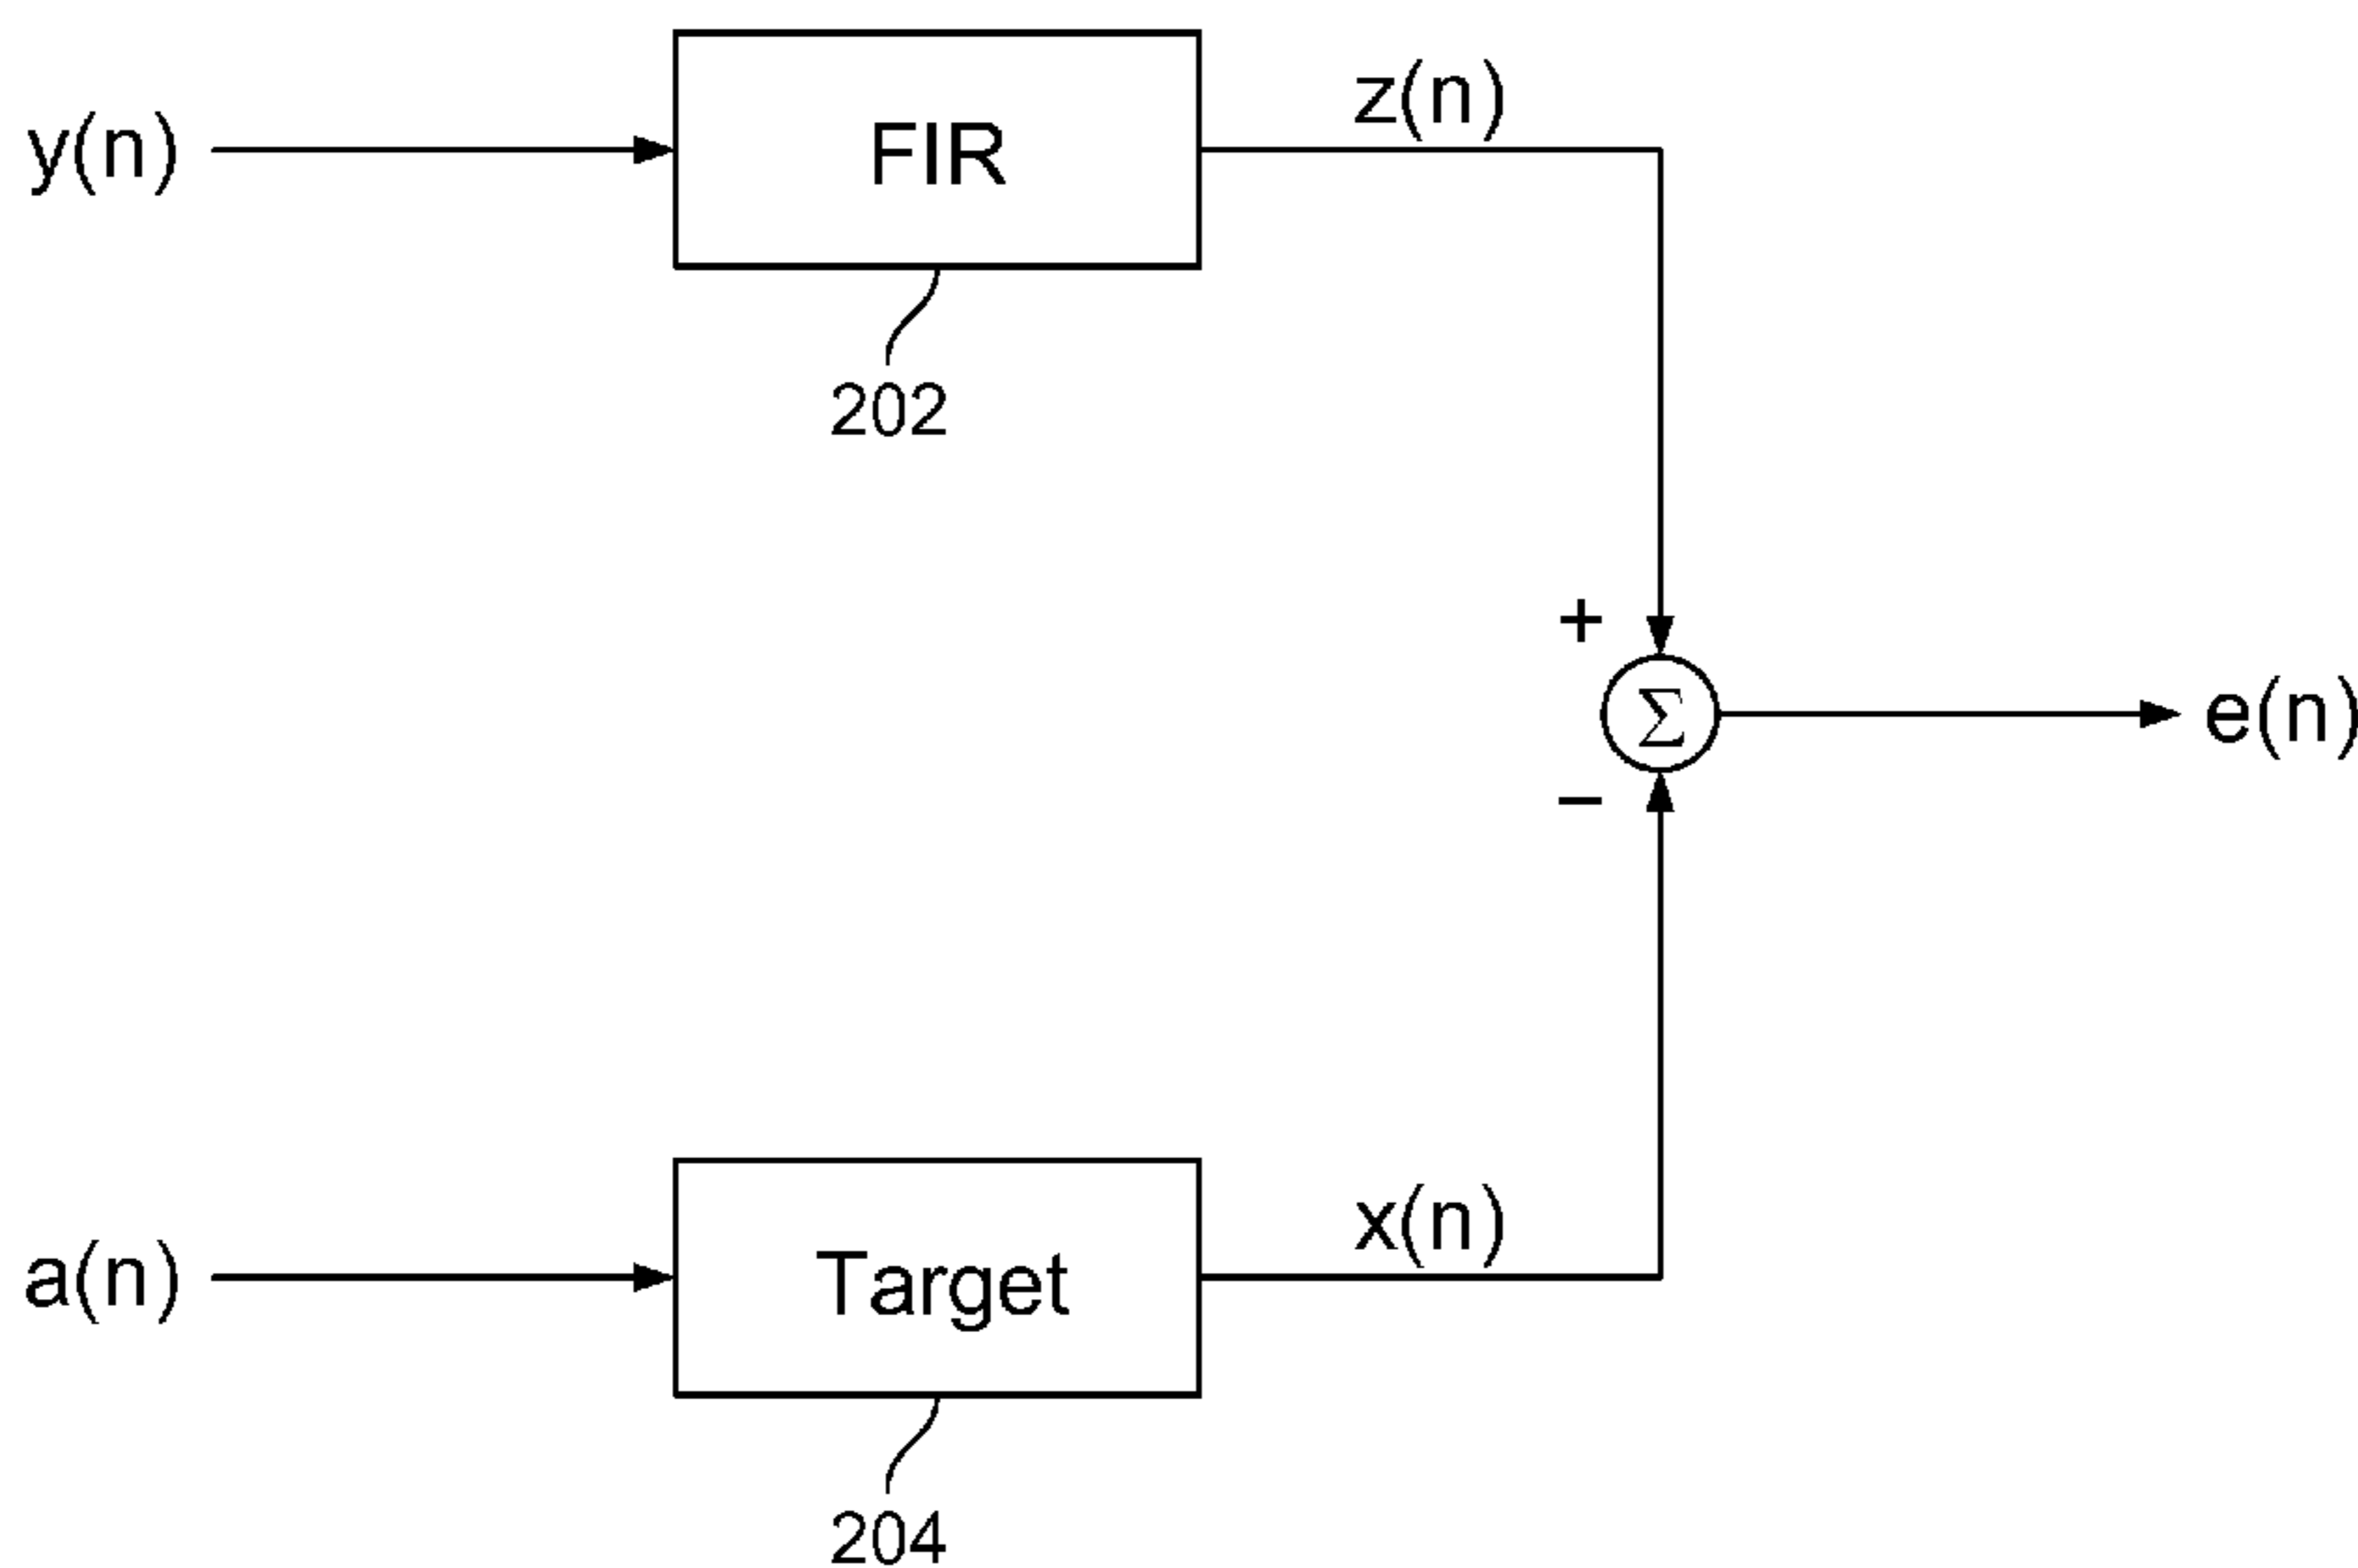 z(n)
y(n)
FIR
202
+
Σ
e(n)
−
x(n)
a(n)
Target
204